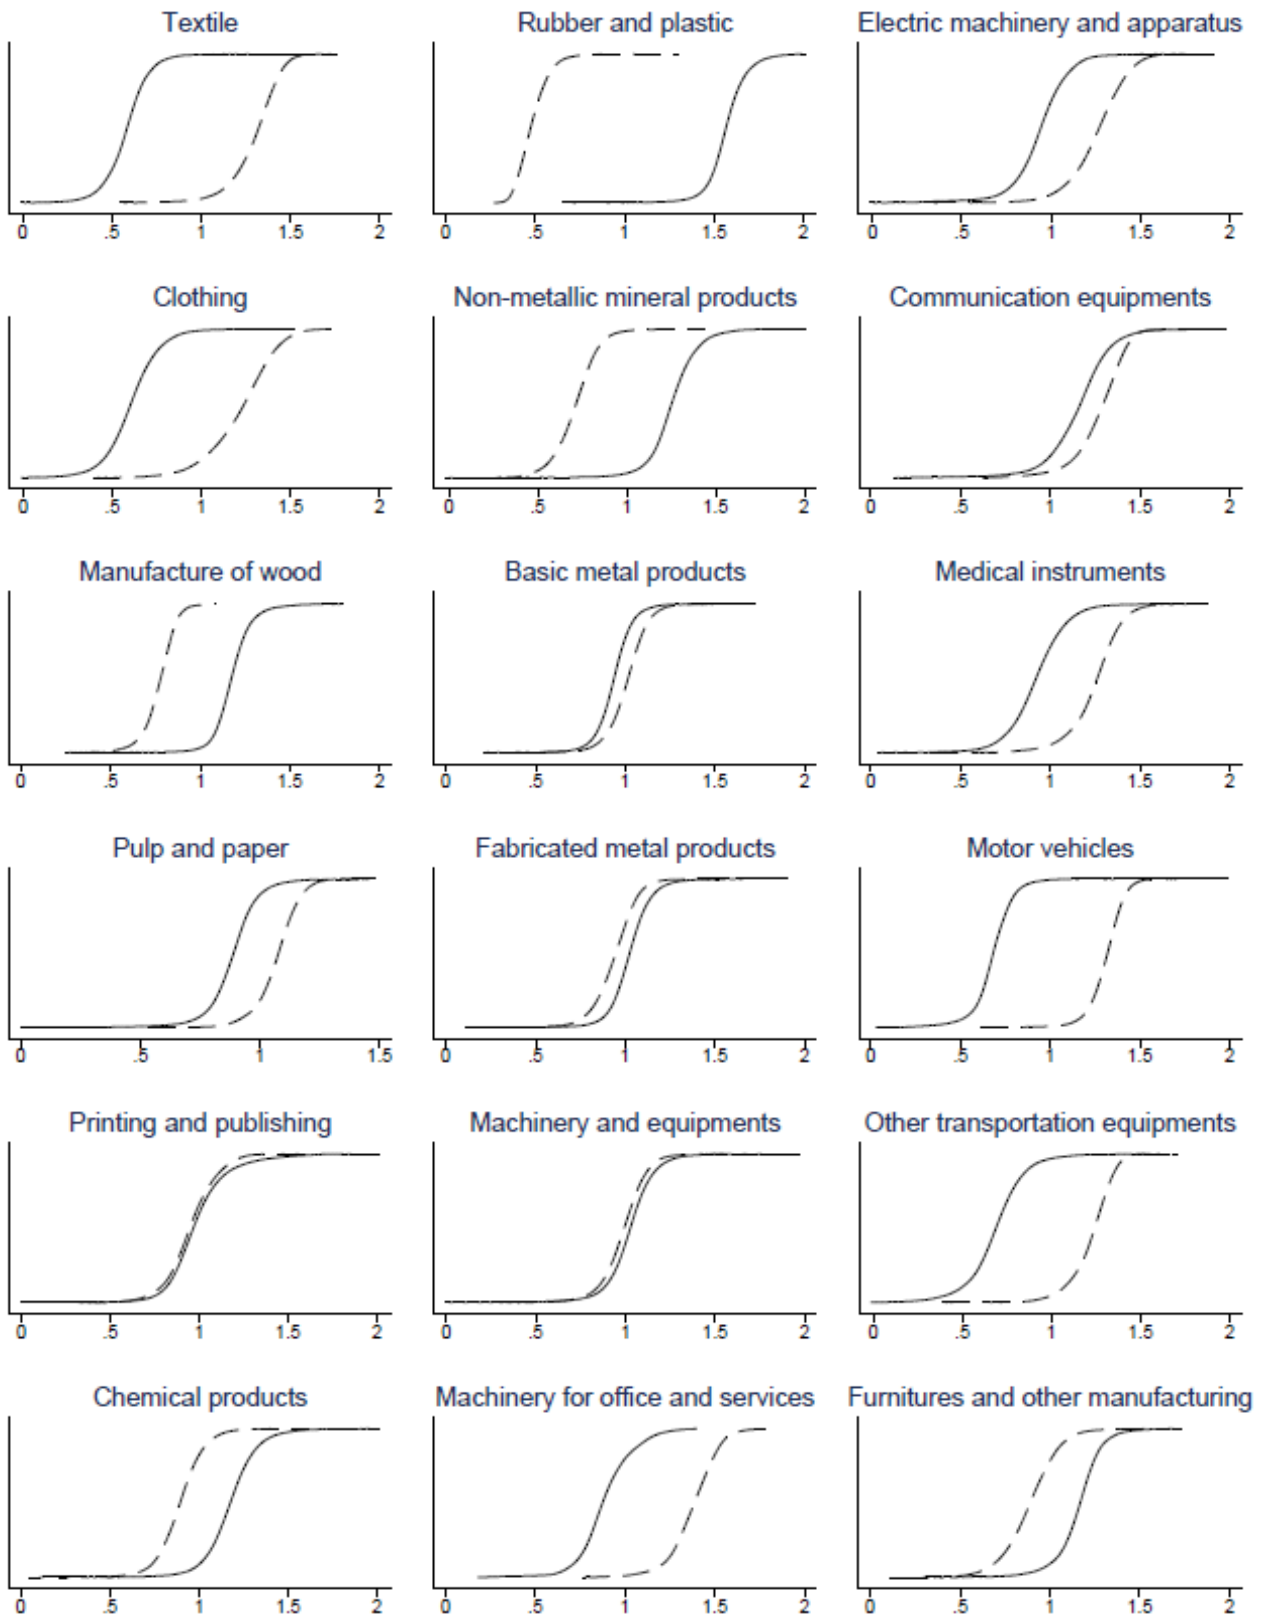 Textile Rubber and plastic Electric machinery and apparatus
0 .5 1 1.5 2 0 .5 1 1.5 2 0 .5 1 1.5 2
Clothing Non-metallic mineral products Communication equipments
0 .5 1 1.5 2 0 .5 1 1.5 2 0 .5 1 1.5 2
Manufacture of wood Basic metal products Medical instruments
0 .5 1 1.5 2 0 .5 1 1.5 2 0 .5 1 1.5 2
Pulp and paper Fabricated metal products Motor vehicles
0 .5 1 1.5 0 .5 1 1.5 2 0 .5 1 1.5 2
Printing and publishing Machinery and equipments Other transportation equipments
0 .5 1 1.5 2 0 .5 1 1.5 2 0 .5 1 1.5 2
Chemical products Machinery for office and services Furnitures and other manufacturing
0 .5 1 1.5 2 0 .5 1 1.5 2 0 .5 1 1.5 2